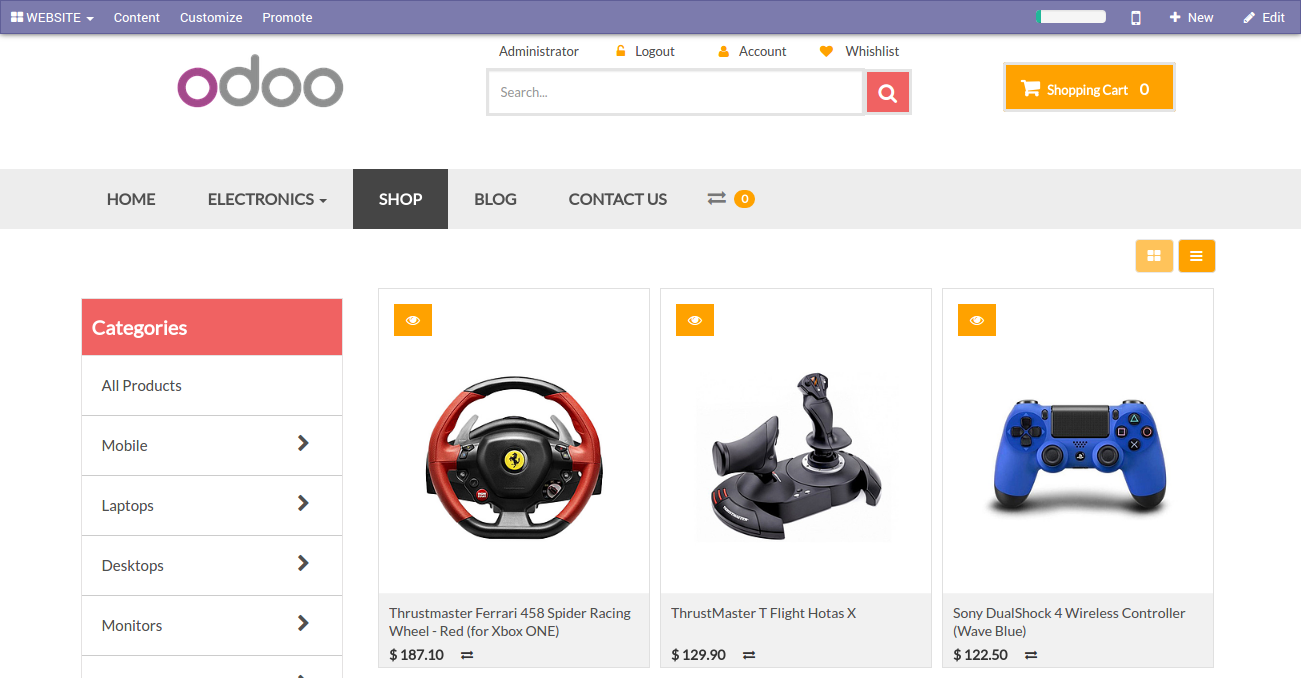 WEBSITE Content Customize Promote New Edit
Administrator Logout Account Whishlist
odoo
Search...
Shopping Cart 0
HOME ELECTRONICS SHOP BLOG CONTACT US 0
Categories
All Products
Mobile
Laptops
Desktops
Monitors
THRUSTMASTER
Thrustmaster Ferrari 458 Spider Racing
Wheel - Red (for Xbox ONE)
$ 187.10
ThrustMaster T Flight Hotas X
$ 129.90
Sony DualShock 4 Wireless Controller
(Wave Blue)
$ 122.50